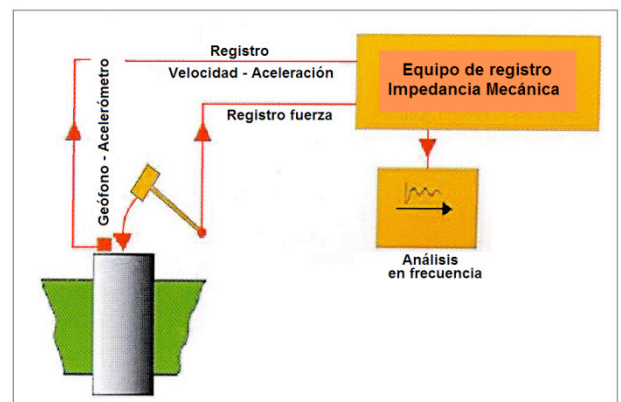 Registro
Velocidad - Aceleración
Registro fuerza
Geófono - Acelerómetro
Equipo de registro
Impedancia Mecánica
Análisis
en frecuencia